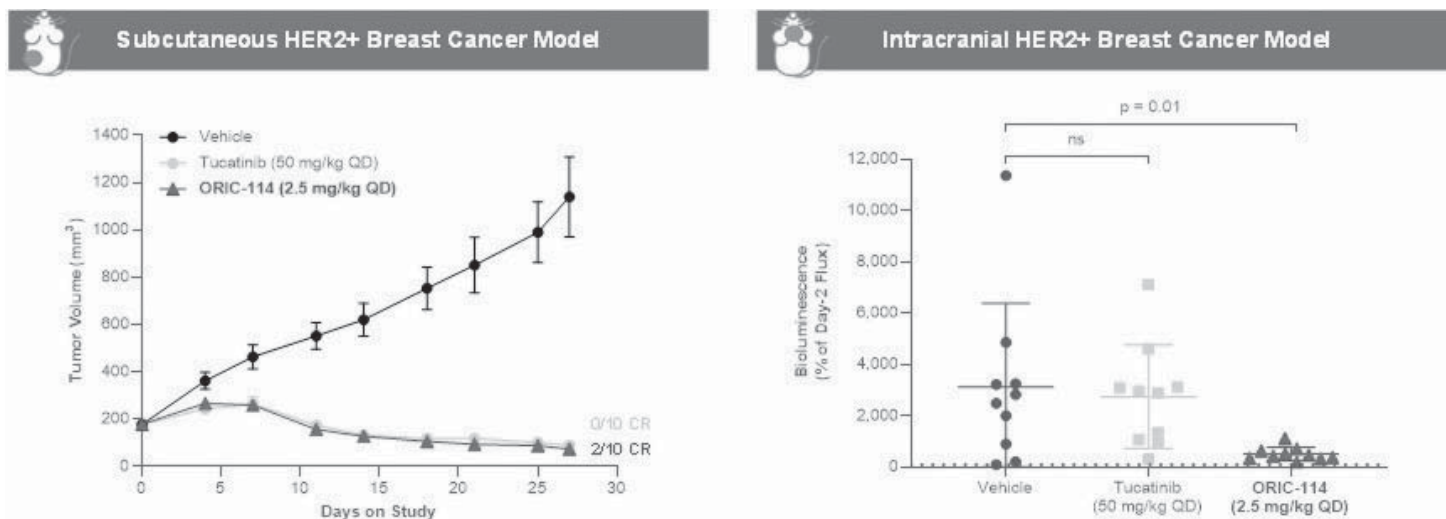 Subcutaneous HER2+ Breast Cancer Model
Vehicle
Tucatinib (50 mg/kg QD)
ORIC-114 (2.5 mg/kg QD)
Tumor Volume (mm³)
1400
1200
1000
800
600
400
200
0
0/10 CR
2/10 CR
0 5 10 15 20 25 30
Days on Study
Intracranial HER2+ Breast Cancer Model
p = 0.01
ns
Bioluminescence
(% of Day-2 Flux)
12,000
10,000
8,000
6,000
4,000
2,000
0
Vehicle Tucatinib ORIC-114
(50 mg/kg QD) (2.5 mg/kg QD)